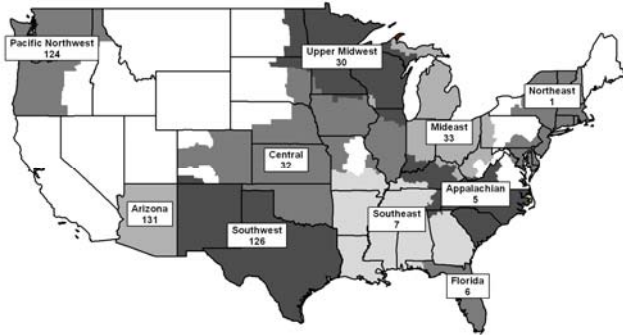 Pacific Northwest
124
Upper Midwest
30
Northeast
1
Mideast
33
Central
32
Appalachian
5
Arizona
131
Southwest
126
Southeast
7
Florida
6